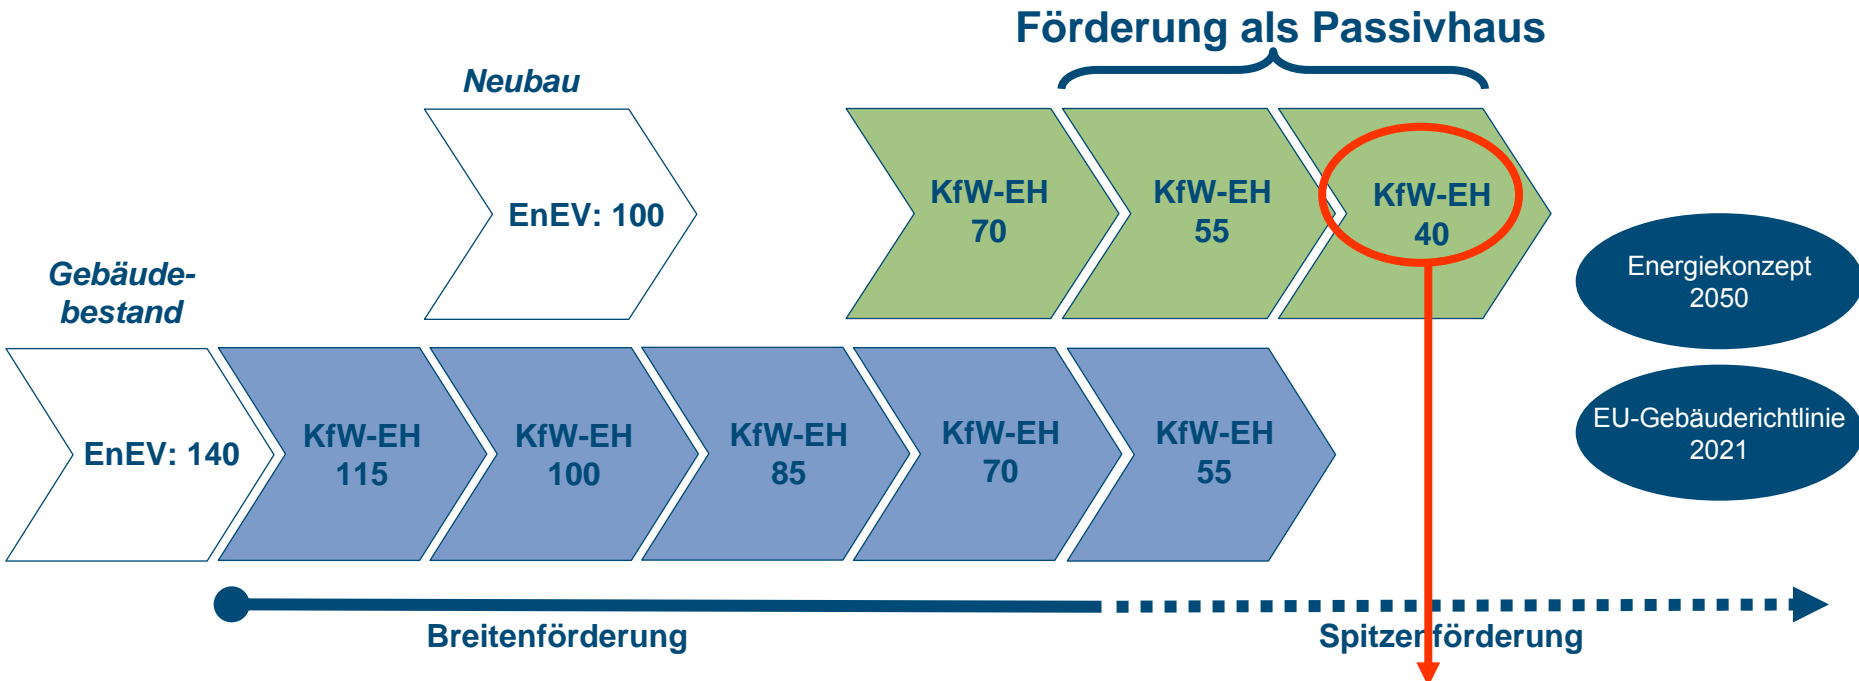 Förderung als Passivhaus
Neubau
EnEV: 100
KfW-EH
70
KfW-EH
55
KfW-EH
40
Energiekonzept
2050
Gebäude-
bestand
EnEV: 140
KfW-EH
115
KfW-EH
100
KfW-EH
85
KfW-EH
70
KfW-EH
55
EU-Gebäuderichtlinie
2021
Breitenförderung
Spitzenförderung